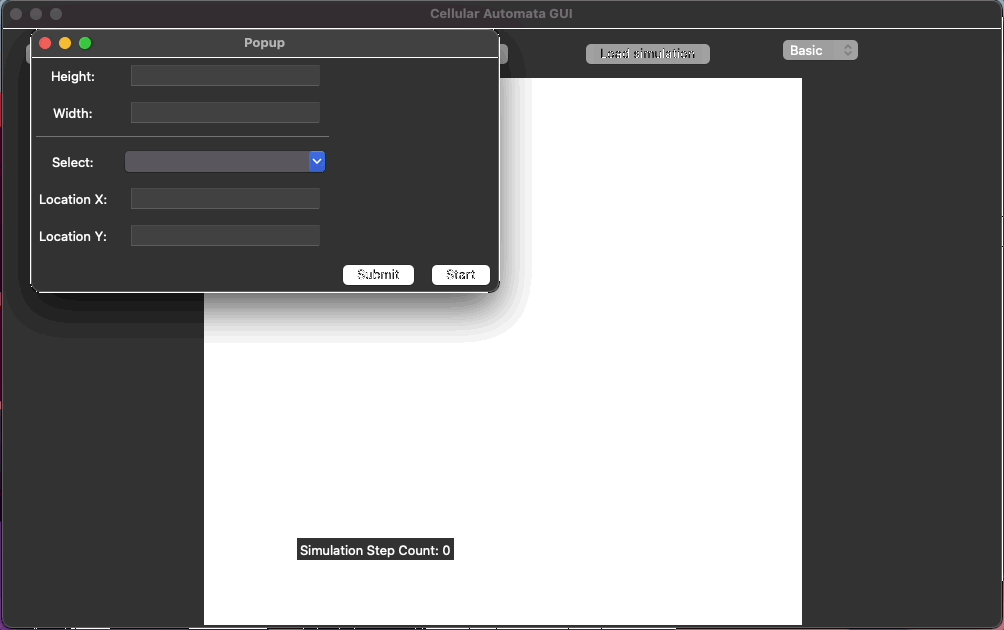 Cellular Automata GUI
Popup
Load simulation
Basic
Height:
Width:
Select:
Location X:
Location Y:
Submit
Start
Simulation Step Count: 0